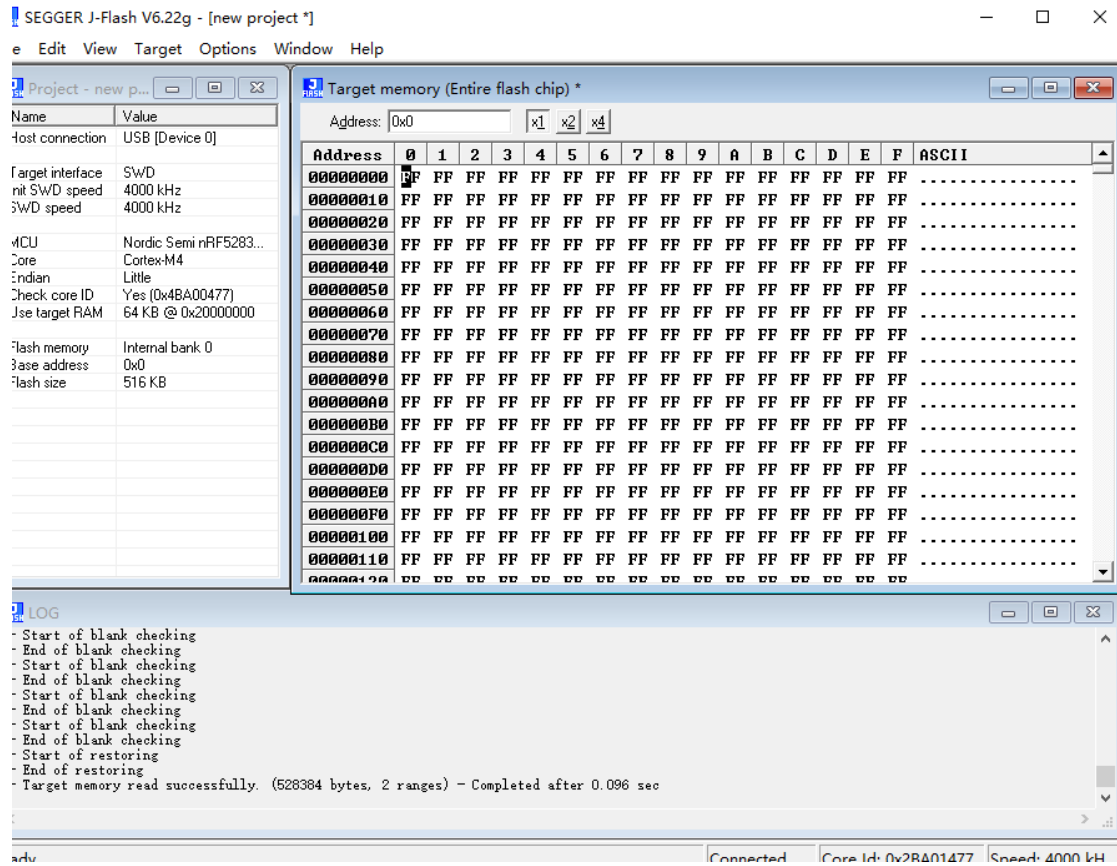 SEGGER J-Flash V6.22g - [new project *]
e Edit View Target Options Window Help
Project - new p...
Name Value
Host connection USB [Device 0]
Target interface SWD
nit SWD speed 4000 kHz
SWD speed 4000 kHz
MCU Nordic Semi nRF5283...
Core Cortex-M4
Endian Little
Check core ID Yes (0x4BA00477)
Use target RAM 64 KB @ 0x20000000
Flash memory Internal bank 0
Base address 0x0
Flash size 516 KB
Target memory (Entire flash chip) *
Address: 0x0 x1 x2 x4
Address 0 1 2 3 4 5 6 7 8 9 A B C D E F ASCII
00000000 FF FF FF FF FF FF FF FF FF FF FF FF FF FF FF FF ................
00000010 FF FF FF FF FF FF FF FF FF FF FF FF FF FF FF FF ................
00000020 FF FF FF FF FF FF FF FF FF FF FF FF FF FF FF FF ................
00000030 FF FF FF FF FF FF FF FF FF FF FF FF FF FF FF FF ................
00000040 FF FF FF FF FF FF FF FF FF FF FF FF FF FF FF FF ................
00000050 FF FF FF FF FF FF FF FF FF FF FF FF FF FF FF FF ................
00000060 FF FF FF FF FF FF FF FF FF FF FF FF FF FF FF FF ................
00000070 FF FF FF FF FF FF FF FF FF FF FF FF FF FF FF FF ................
00000080 FF FF FF FF FF FF FF FF FF FF FF FF FF FF FF FF ................
00000090 FF FF FF FF FF FF FF FF FF FF FF FF FF FF FF FF ................
000000A0 FF FF FF FF FF FF FF FF FF FF FF FF FF FF FF FF ................
000000B0 FF FF FF FF FF FF FF FF FF FF FF FF FF FF FF FF ................
000000C0 FF FF FF FF FF FF FF FF FF FF FF FF FF FF FF FF ................
000000D0 FF FF FF FF FF FF FF FF FF FF FF FF FF FF FF FF ................
000000E0 FF FF FF FF FF FF FF FF FF FF FF FF FF FF FF FF ................
000000F0 FF FF FF FF FF FF FF FF FF FF FF FF FF FF FF FF ................
00000100 FF FF FF FF FF FF FF FF FF FF FF FF FF FF FF FF ................
00000110 FF FF FF FF FF FF FF FF FF FF FF FF FF FF FF FF ................
00000120 FF FF FF FF FF FF FF FF FF FF FF FF FF FF FF FF
LOG
- Start of blank checking
- End of blank checking
- Start of blank checking
- End of blank checking
- Start of blank checking
- End of blank checking
- Start of blank checking
- End of blank checking
- Start of restoring
- End of restoring
- Target memory read successfully. (528384 bytes, 2 ranges) - Completed after 0.096 sec
ady Connected Core Id: 0x2BA01477 Speed: 4000 kH